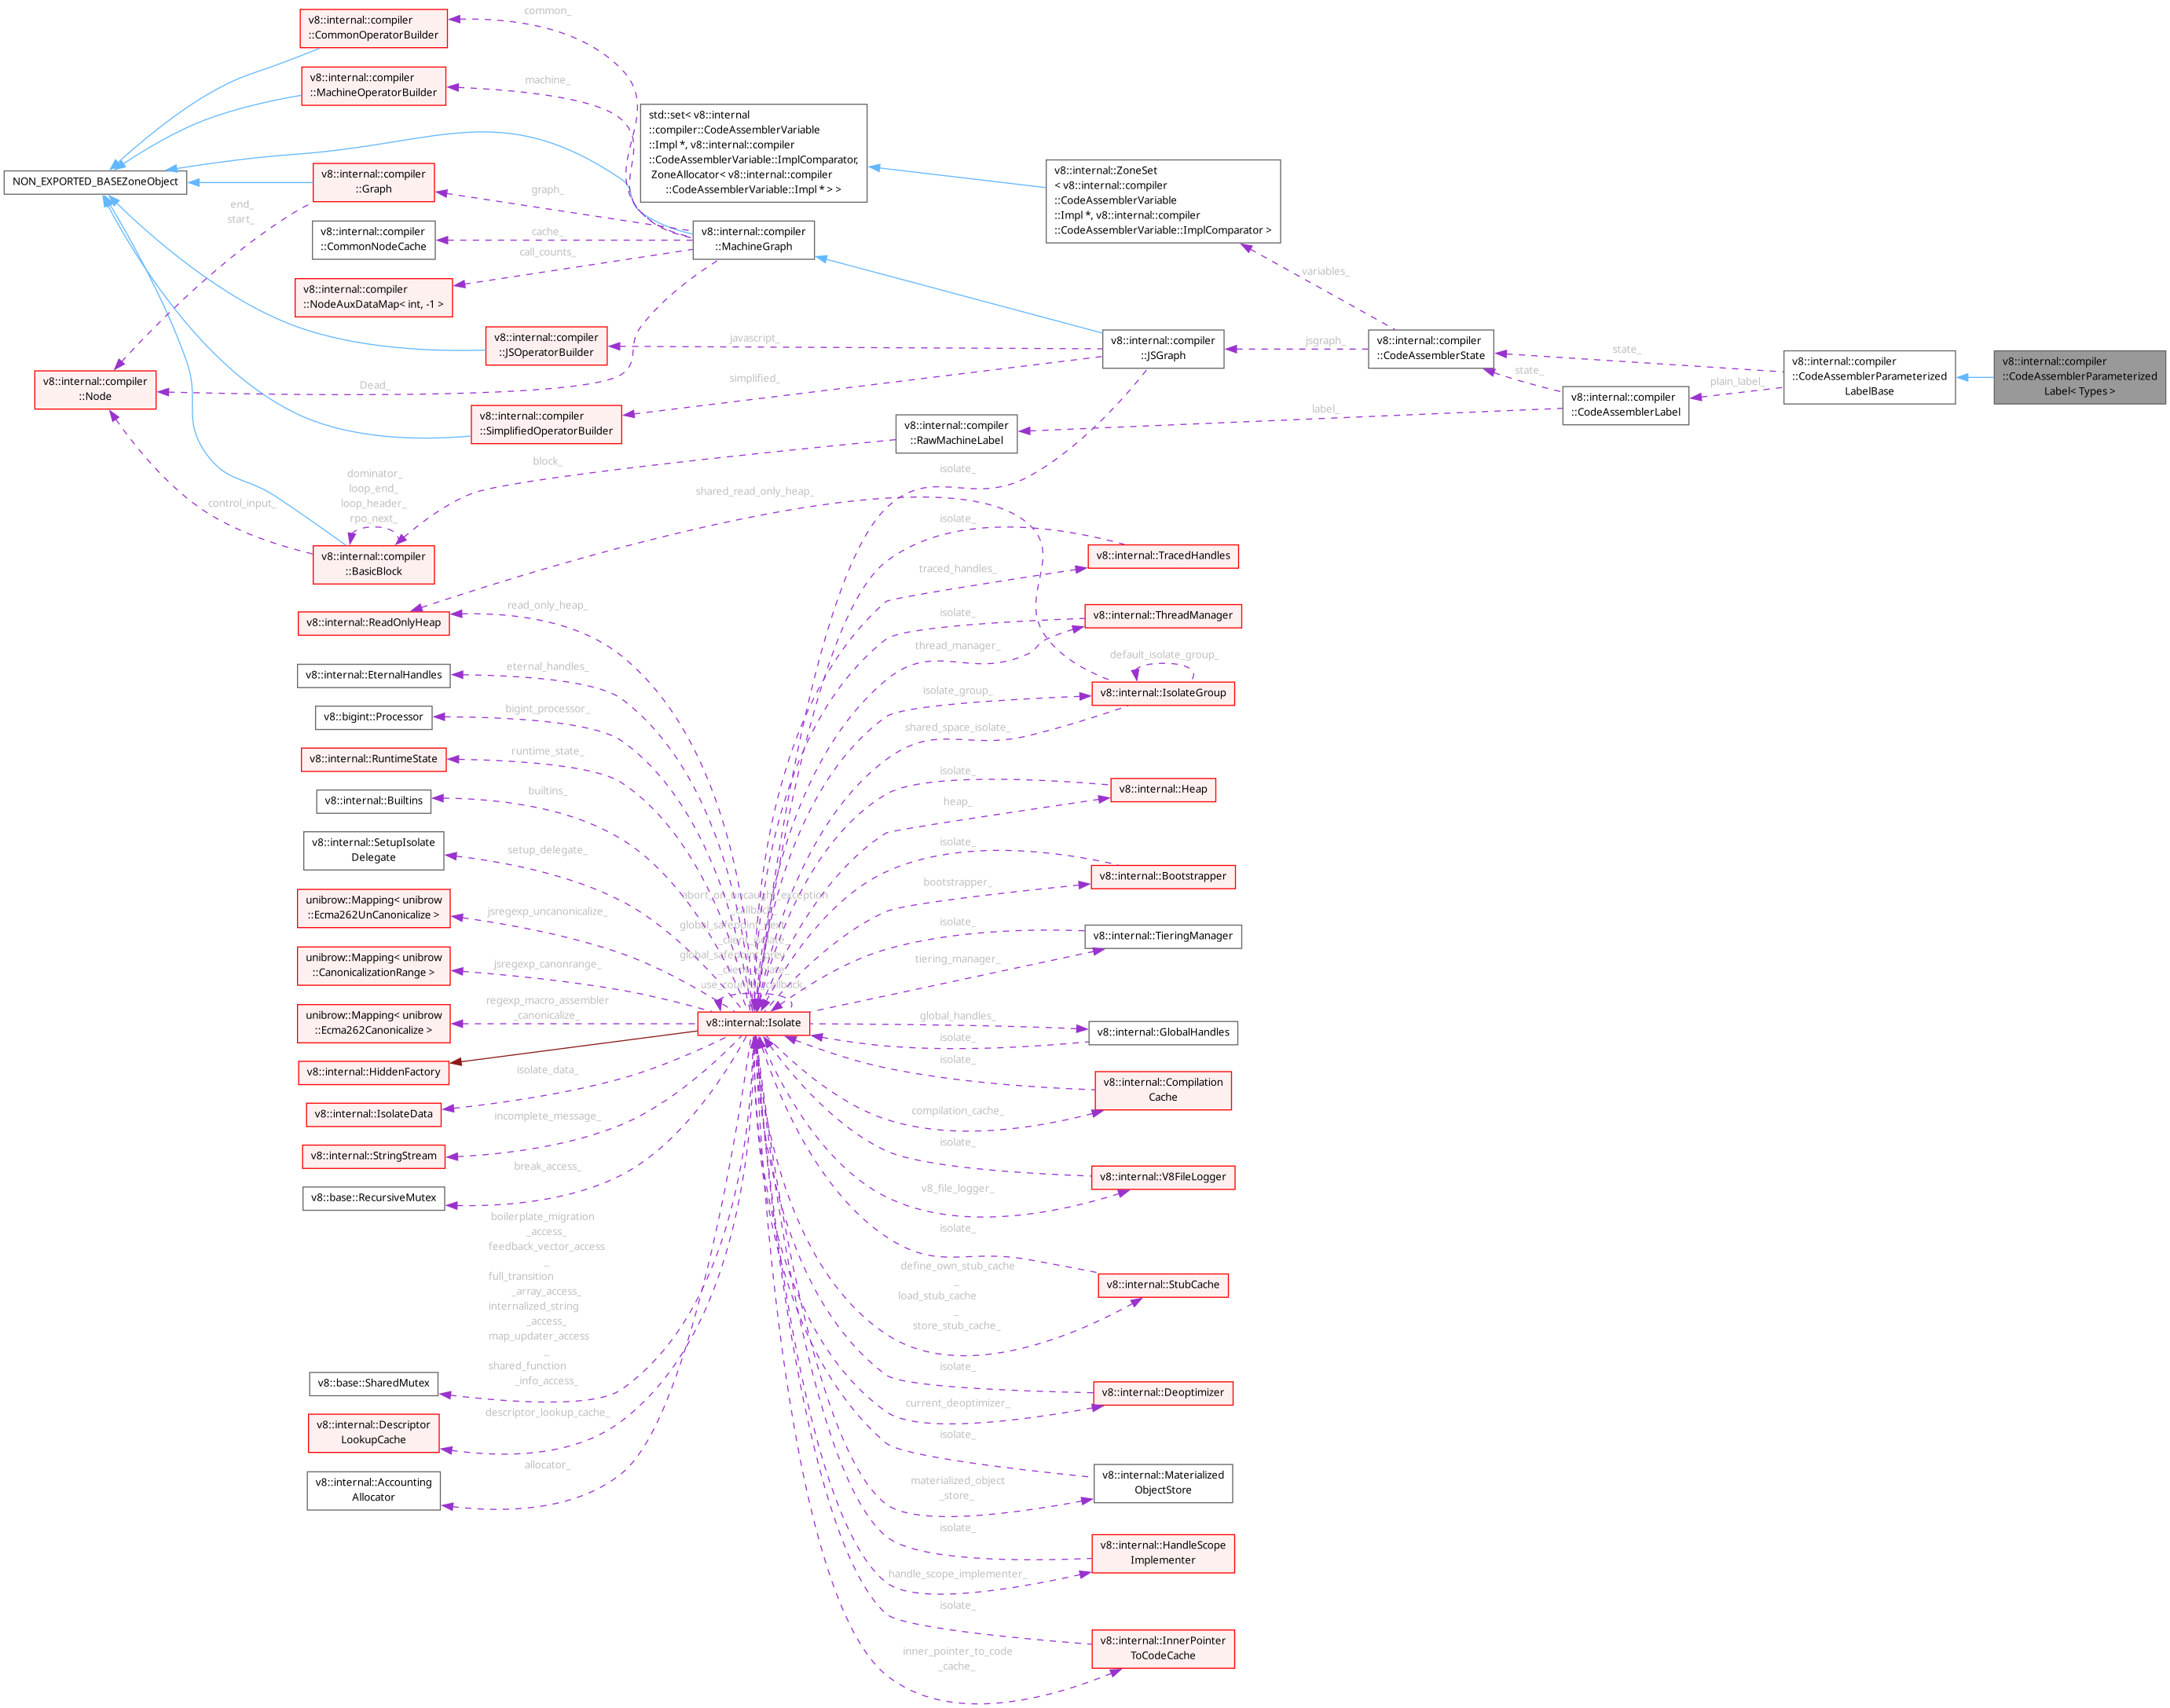 v8::internal::compiler
::CommonOperatorBuilder
common_
v8::internal::compiler
::MachineOperatorBuilder
machine_
std::set< v8::internal
::compiler::CodeAssemblerVariable
::Impl *, v8::internal::compiler
::CodeAssemblerVariable::ImplComparator,
ZoneAllocator< v8::internal::compiler
::CodeAssemblerVariable::Impl * > >
NON_EXPORTED_BASEZoneObject
v8::internal::compiler
::Graph
graph_
v8::internal::ZoneSet
< v8::internal::compiler
::CodeAssemblerVariable
::Impl *, v8::internal::compiler
::CodeAssemblerVariable::ImplComparator >
end_
start_
v8::internal::compiler
::CommonNodeCache
cache_
call_counts_
v8::internal::compiler
::MachineGraph
v8::internal::compiler
::NodeAuxDataMap< int, -1 >
variables_
v8::internal::compiler
::JSOperatorBuilder
javascript_
v8::internal::compiler
::JSGraph
jsgraph_
v8::internal::compiler
::CodeAssemblerState
state_
state_
v8::internal::compiler
::CodeAssemblerParameterized
LabelBase
plain_label_
v8::internal::compiler
::CodeAssemblerParameterized
Label< Types >
v8::internal::compiler
::Node
Dead_
simplified_
v8::internal::compiler
::SimplifiedOperatorBuilder
v8::internal::compiler
::RawMachineLabel
label_
v8::internal::compiler
::CodeAssemblerLabel
control_input_
dominator_
loop_end_
loop_header_
rpo_next_
block_
isolate_
shared_read_only_heap_
v8::internal::compiler
::BasicBlock
isolate_
traced_handles_
v8::internal::TracedHandles
v8::internal::ReadOnlyHeap
read_only_heap_
isolate_
thread_manager_
v8::internal::ThreadManager
v8::internal::EternalHandles
eternal_handles_
default_isolate_group_
isolate_group_
v8::internal::IsolateGroup
v8::bigint::Processor
bigint_processor_
shared_space_isolate_
v8::internal::RuntimeState
runtime_state_
isolate_
heap_
v8::internal::Heap
v8::internal::Builtins
builtins_
v8::internal::SetupIsolate
Delegate
setup_delegate_
isolate_
bootstrapper_
v8::internal::Bootstrapper
unibrow::Mapping< unibrow
::Ecma262UnCanonicalize >
jsregexp_uncanonicalize_
abort_on_uncaught_exception
_callback_
global_safepoint_next
_client_isolate_
global_safepoint_prev
_client_isolate_
use_counter_callback_
isolate_
tiering_manager_
v8::internal::TieringManager
unibrow::Mapping< unibrow
::CanonicalizationRange >
jsregexp_canonrange_
unibrow::Mapping< unibrow
::Ecma262Canonicalize >
regexp_macro_assembler
_canonicalize_
v8::internal::Isolate
global_handles_
isolate_
v8::internal::GlobalHandles
v8::internal::HiddenFactory
isolate_
compilation_cache_
v8::internal::Compilation
Cache
v8::internal::IsolateData
isolate_data_
v8::internal::StringStream
incomplete_message_
isolate_
v8_file_logger_
v8::internal::V8FileLogger
v8::base::RecursiveMutex
break_access_
isolate_
define_own_stub_cache
_
load_stub_cache
_
store_stub_cache_
v8::internal::StubCache
boilerplate_migration
_access_
feedback_vector_access
_
full_transition
_array_access_
internalized_string
_access_
map_updater_access
_
shared_function
_info_access_
v8::base::SharedMutex
isolate_
current_deoptimizer_
v8::internal::Deoptimizer
v8::internal::Descriptor
LookupCache
descriptor_lookup_cache_
isolate_
materialized_object
_store_
v8::internal::Materialized
ObjectStore
v8::internal::Accounting
Allocator
allocator_
isolate_
handle_scope_implementer_
v8::internal::HandleScope
Implementer
isolate_
inner_pointer_to_code
_cache_
v8::internal::InnerPointer
ToCodeCache